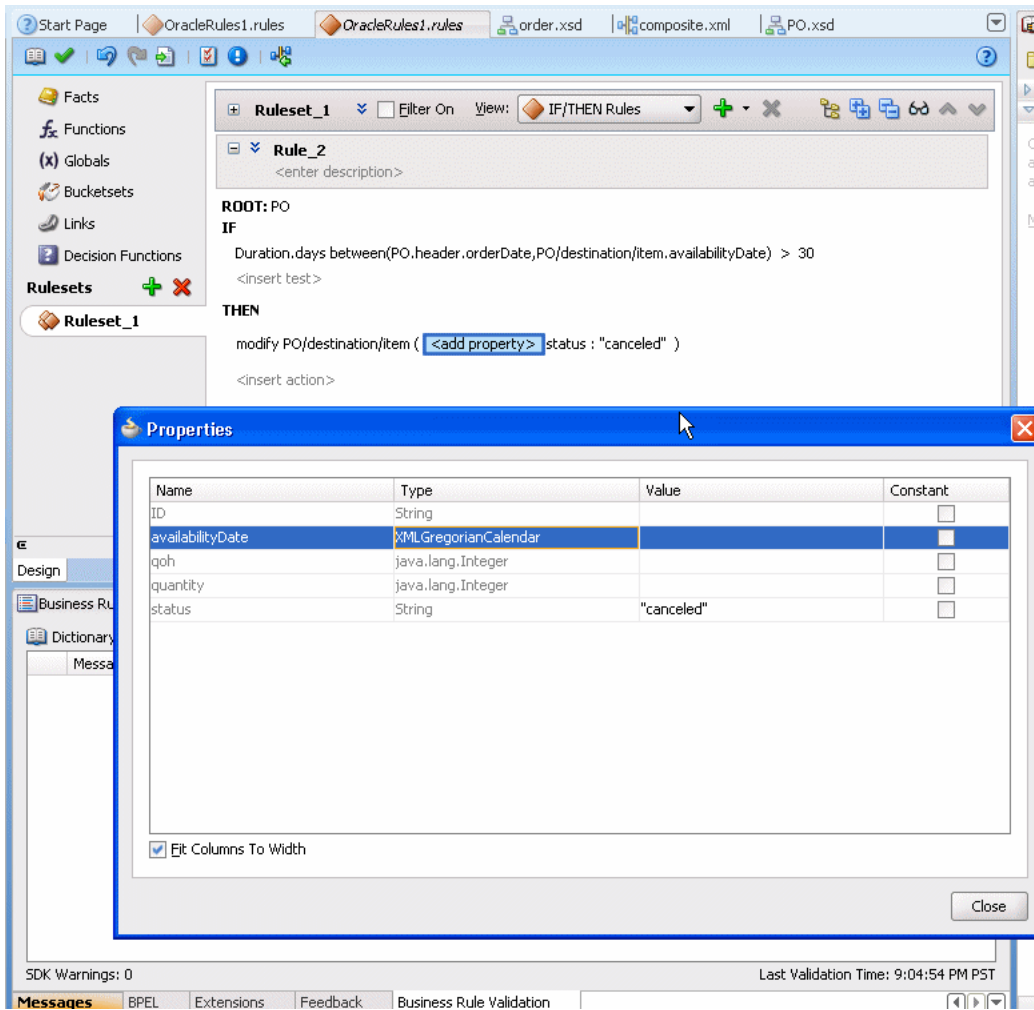 Start Page OracleRules1.rules OracleRules1.rules order.xsd composite.xml PO.xsd
Facts
Functions
Globals
Bucketsets
Links
Decision Functions
Rulesets
Ruleset_1
Ruleset_1 Filter On View: IF/THEN Rules
Rule_2
<enter description>
ROOT: PO
IF
Duration.days between(PO.header.orderDate,PO/destination/item.availabilityDate) > 30
<insert test>
THEN
modify PO/destination/item ( <add property> status : "canceled" )
<insert action>
Design
Business Ru
Dictionary
Messa
Properties
Name Type Value Constant
ID String
availabilityDate XMLGregorianCalendar
qoh java.lang.Integer
quantity java.lang.Integer
status String "canceled"
Fit Columns To Width
Close
SDK Warnings: 0 Last Validation Time: 9:04:54 PM PST
Messages BPEL Extensions Feedback Business Rule Validation